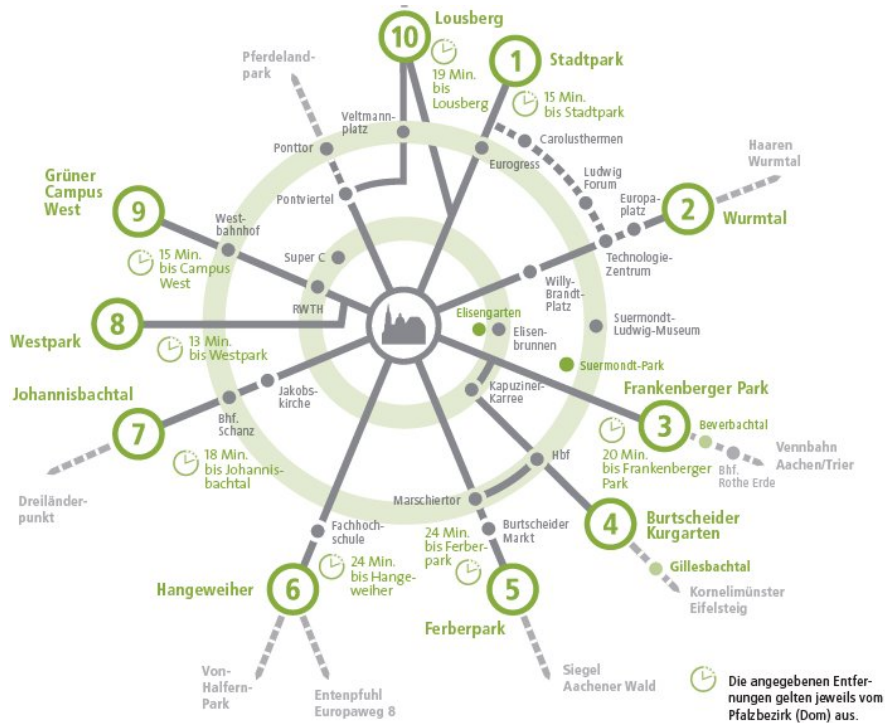 Lousberg
10
19 Min.
bis
Lousberg
1
Stadtpark
15 Min.
bis Stadtpark
Pferdeland-
park
Veltmann-
platz
Ponttor
Pontviertel
Eurogress
Carolusthermen
Ludwig
Forum
Europa-
platz
Haaren
Wurmtal
2
Wurmtal
Technologie-
Zentrum
Willy-
Brandt-
Platz
Grüner
Campus
West
9
West-
bahnhof
15 Min.
bis Campus
West
Super C
RWTH
8
Westpark
13 Min.
bis Westpark
Elisengarten
Elisen-
brunnen
Suermondt-
Ludwig-Museum
Suermondt-Park
Johannisbachtal
7
Jakobs-
kirche
Bhf.
Schanz
18 Min.
bis Johannis-
bachtal
Dreiländer-
punkt
Kapuziner-
Karree
Frankenberger Park
3
20 Min.
bis Frankenberger
Park
Beverbachtal
Bhf.
Rothe Erde
Vennbahn
Aachen/Trier
Hbf
4
Burtscheider
Kurgarten
Gillesbachtal
Kornelimünster
Eifelsteig
Marschiertor
24 Min.
bis Ferber-
park
Burtscheider
Markt
5
Ferberpark
Siegel
Aachener Wald
Fachhoch-
schule
24 Min.
bis Hange-
weiher
6
Hangeweiher
Von-
Halfern-
Park
Entenpfuhl
Europaweg 8
Die angegebenen Entfer-
nungen gelten jeweils vom
Pfalzbezirk (Dom) aus.